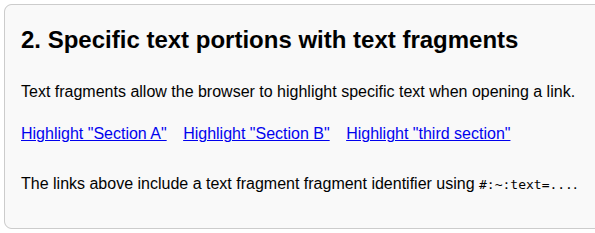 2. Specific text portions with text fragments
Text fragments allow the browser to highlight specific text when opening a link.
Highlight "Section A" Highlight "Section B" Highlight "third section"
The links above include a text fragment fragment identifier using #:~:text=....